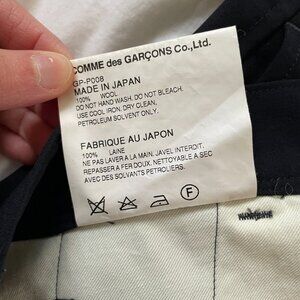 COMME des GARÇONS Co.,Ltd.
GP-P008
MADE IN JAPAN
100% WOOL
DO NOT HAND WASH. DO NOT BLEACH.
USE COOL IRON. DRY CLEAN.
PETROLEUM SOLVENT ONLY.
FABRIQUE AU JAPON
100% LAINE
NE PAS LAVER A LA MAIN. JAVEL INTERDIT.
REPASSER A FER DOUX. NETTOYABLE A SEC
AVEC DES SOLVANTS PETROLIERS.
F